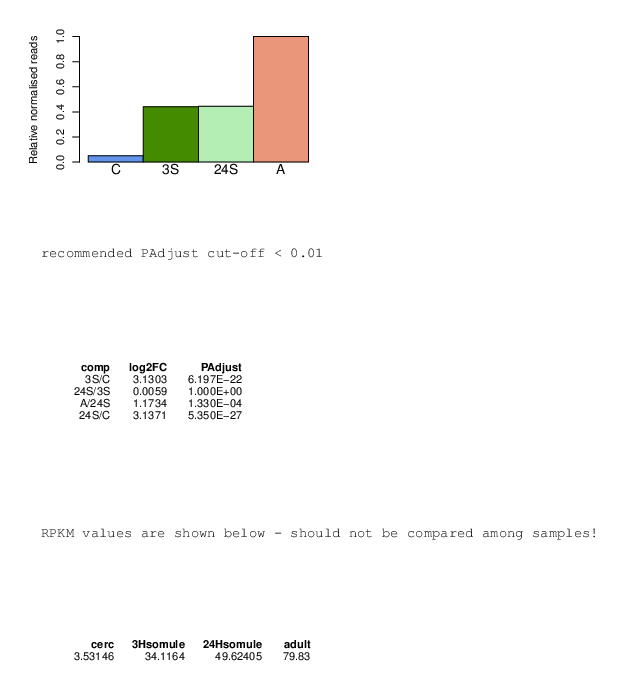 Relative normalised reads
1.0
0.8
0.6
0.4
0.2
0.0
C 3S 24S A
recommended PAdjust cut-off < 0.01
comp log2FC PAdjust
3S/C 3.1303 6.197E−22
24S/3S 0.0059 1.000E+00
A/24S 1.1734 1.330E−04
24S/C 3.1371 5.350E−27
RPKM values are shown below - should not be compared among samples!
cerc 3Hsomule 24Hsomule adult
3.53146 34.1164 49.62405 79.83